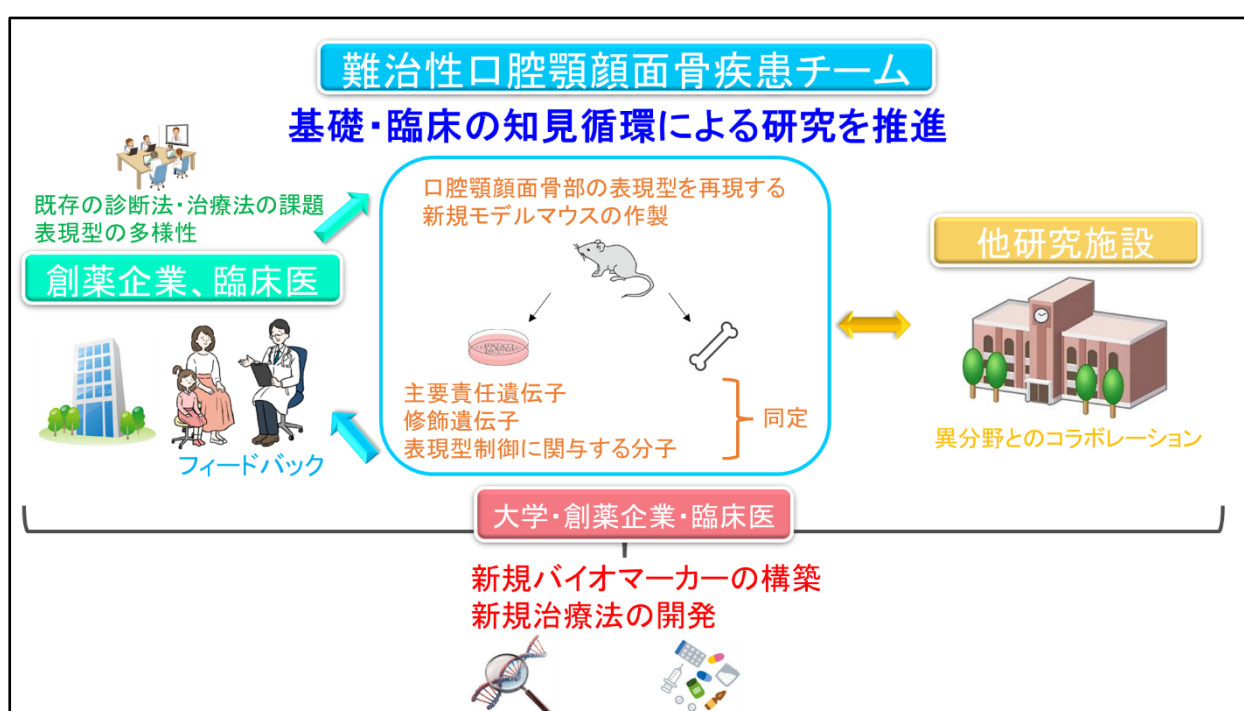 難治性口腔顎顔面骨疾患チーム
基礎・臨床の知見循環による研究を推進
既存の診断法・治療法の課題
表現型の多様性
創薬企業、臨床医
フィードバック
口腔顎顔面骨部の表現型を再現する
新規モデルマウスの作製
主要責任遺伝子
修飾遺伝子
表現型制御に関与する分子
同定
他研究施設
異分野とのコラボレーション
大学・創薬企業・臨床医
新規バイオマーカーの構築
新規治療法の開発